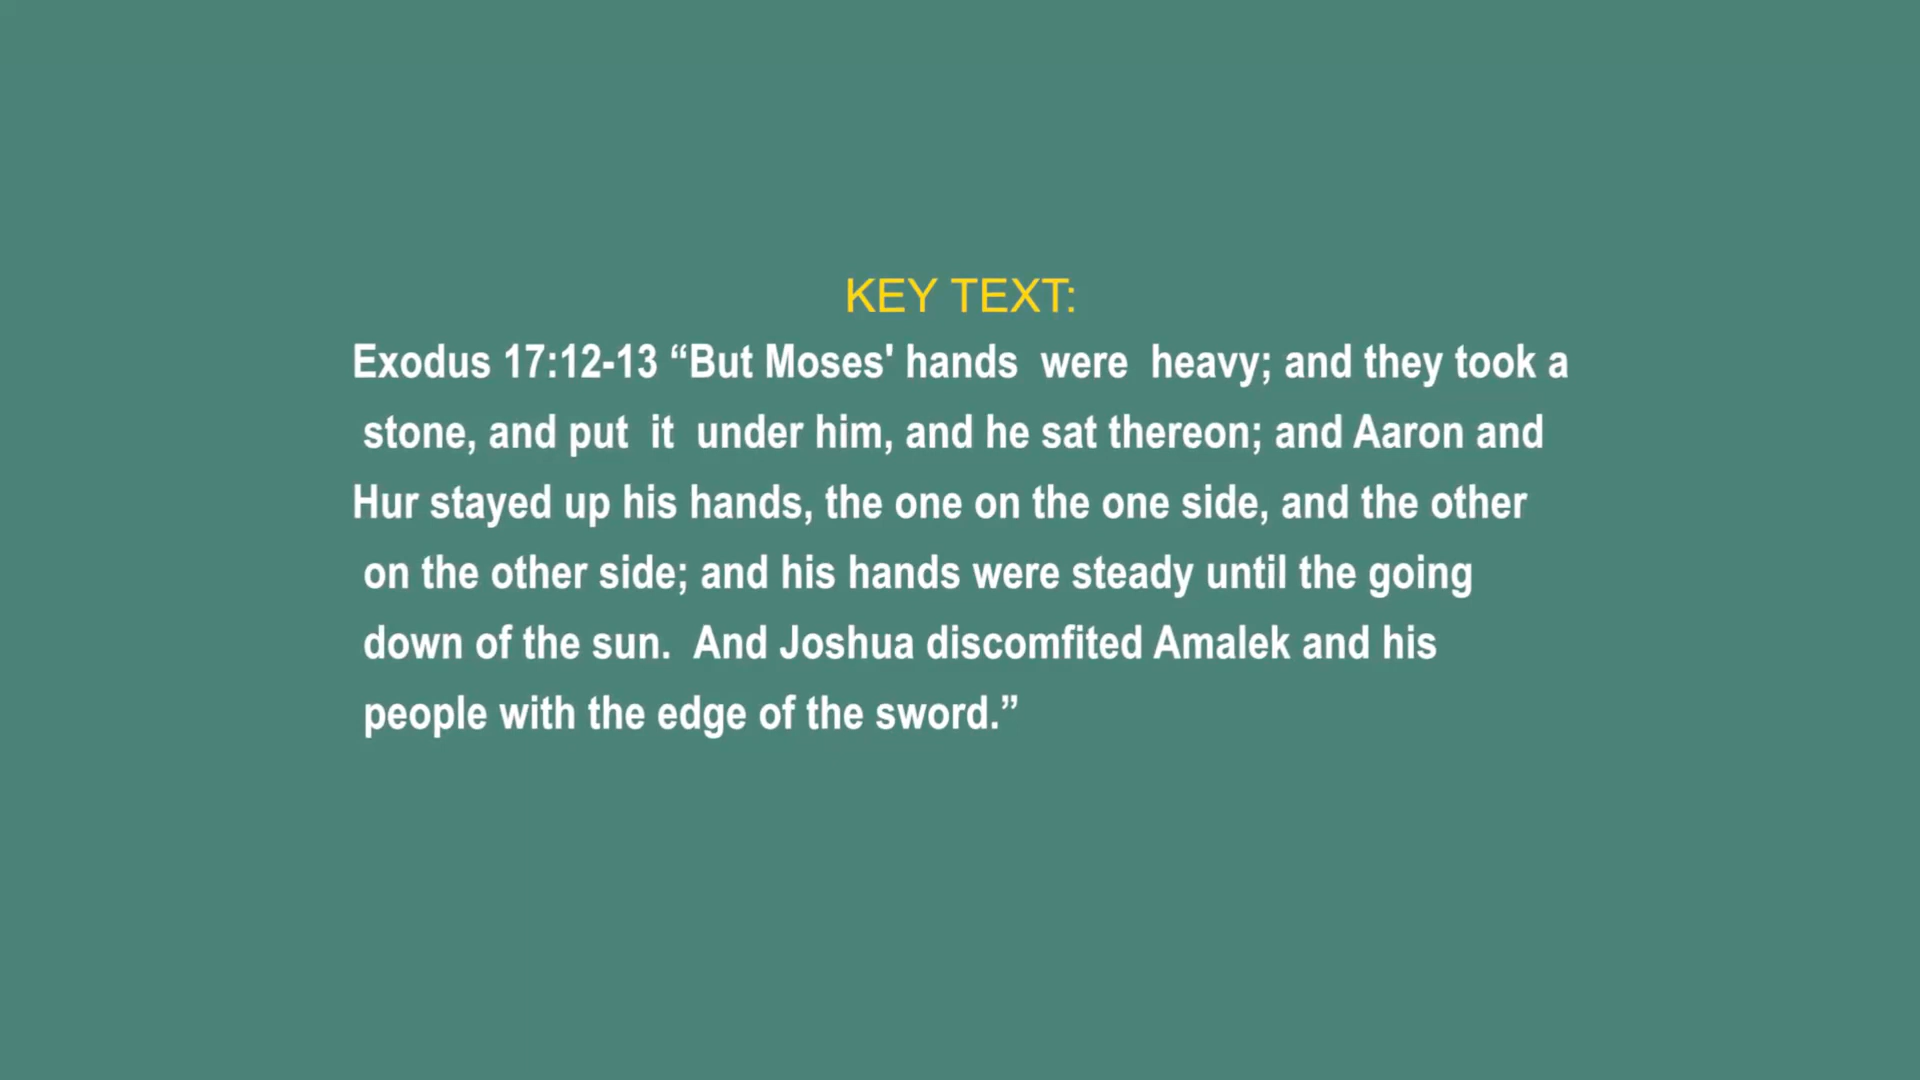 KEY TEXT:
Exodus 17:12-13 “But Moses' hands  were  heavy; and they took a
stone, and put  it  under him, and he sat thereon; and Aaron and
Hur stayed up his hands, the one on the one side, and the other
on the other side; and his hands were steady until the going
down of the sun.  And Joshua discomfited Amalek and his
people with the edge of the sword.”